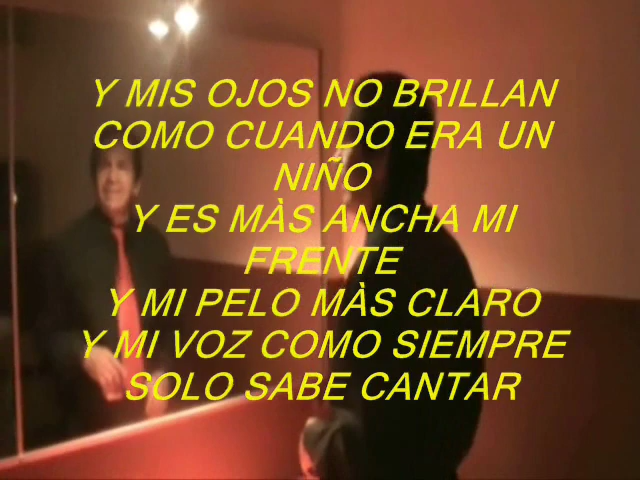 Y MIS OJOS NO BRILLAN
COMO CUANDO ERA UN
NIÑO
Y ES MÀS ANCHA MI
FRENTE
Y MI PELO MÀS CLARO
Y MI VOZ COMO SIEMPRE
SOLO SABE CANTAR